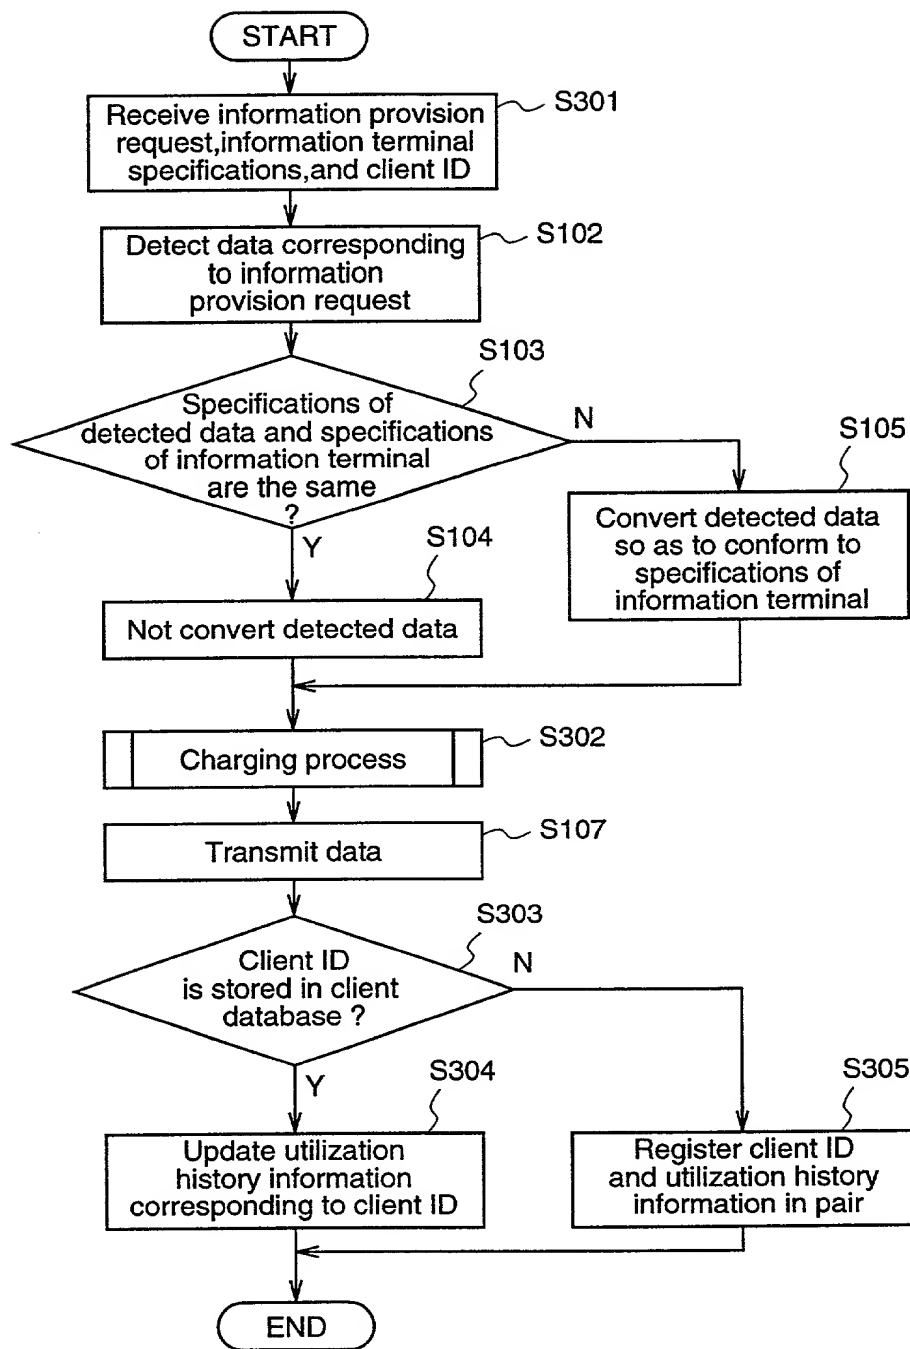 START
S301
Receive information provision
request,information terminal
specifications,and client ID
S102
Detect data corresponding
to information
provision request
S103
Specifications of
detected data and specifications
of information terminal
are the same
?
N
Y
S105
Convert detected data
so as to conform to
specifications of
information terminal
S104
Not convert detected data
S302
Charging process
S107
Transmit data
S303
Client ID
is stored in client
database ?
N
Y
S304
Update utilization
history information
corresponding to client ID
S305
Register client ID
and utilization history
information in pair
END